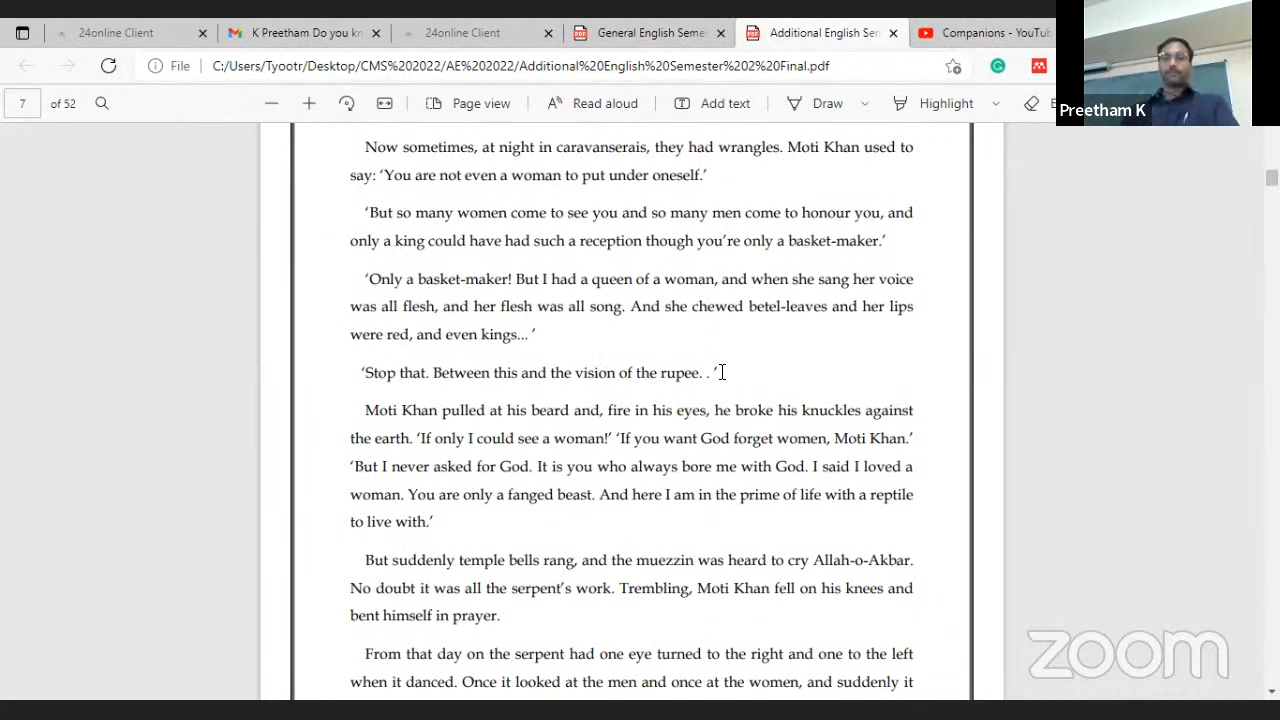 24online Client
K Preetham Do you kn
24online Client
General English Seme
Additional English Sem
Companions - YouTub
File
C:/Users/Tyootr/Desktop/CMS%202022/AE%202022/Additional%20English%20Semester%202%20Final.pdf
7 of 52
Page view
Read aloud
Add text
Draw
Highlight
Preetham K
Now sometimes, at night in caravanserais, they had wrangles. Moti Khan used to
say: ‘You are not even a woman to put under oneself.’
‘But so many women come to see you and so many men come to honour you, and
only a king could have had such a reception though you’re only a basket-maker.’
‘Only a basket-maker! But I had a queen of a woman, and when she sang her voice
was all flesh, and her flesh was all song. And she chewed betel-leaves and her lips
were red, and even kings... ’
‘Stop that. Between this and the vision of the rupee. . ’
Moti Khan pulled at his beard and, fire in his eyes, he broke his knuckles against
the earth. ‘If only I could see a woman!’ ‘If you want God forget women, Moti Khan.’
‘But I never asked for God. It is you who always bore me with God. I said I loved a
woman. You are only a fanged beast. And here I am in the prime of life with a reptile
to live with.’
But suddenly temple bells rang, and the muezzin was heard to cry Allah-o-Akbar.
No doubt it was all the serpent’s work. Trembling, Moti Khan fell on his knees and
bent himself in prayer.
From that day on the serpent had one eye turned to the right and one to the left
when it danced. Once it looked at the men and once at the women, and suddenly it
zoom